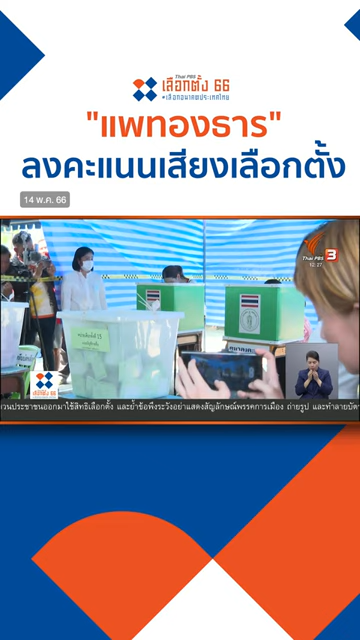 Thai PBS
เลือกตั้ง 66
#เลือกอนาคตประเทศไทย
"แพทองธาร"
ลงคะแนนเสียงเลือกตั้ง
14 พ.ค. 66
Thai PBS 3
12:27
เลือกตั้ง 66
เวนประชาชนออกมาใช้สิทธิเลือกตั้ง และย้ำข้อพึงระวังอย่าแสดงสัญลักษณ์พรรคการเมือง ถ่ายรูป และทำลายบัตร